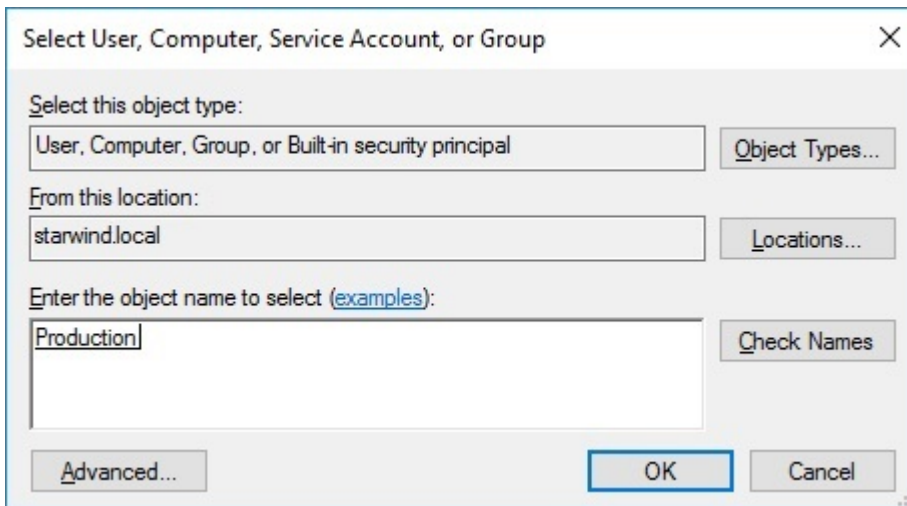 Select User, Computer, Service Account, or Group
Select this object type:
User, Computer, Group, or Built-in security principal
Object Types...
From this location:
starwind.local
Locations...
Enter the object name to select (examples):
Production
Check Names
Advanced...
OK
Cancel